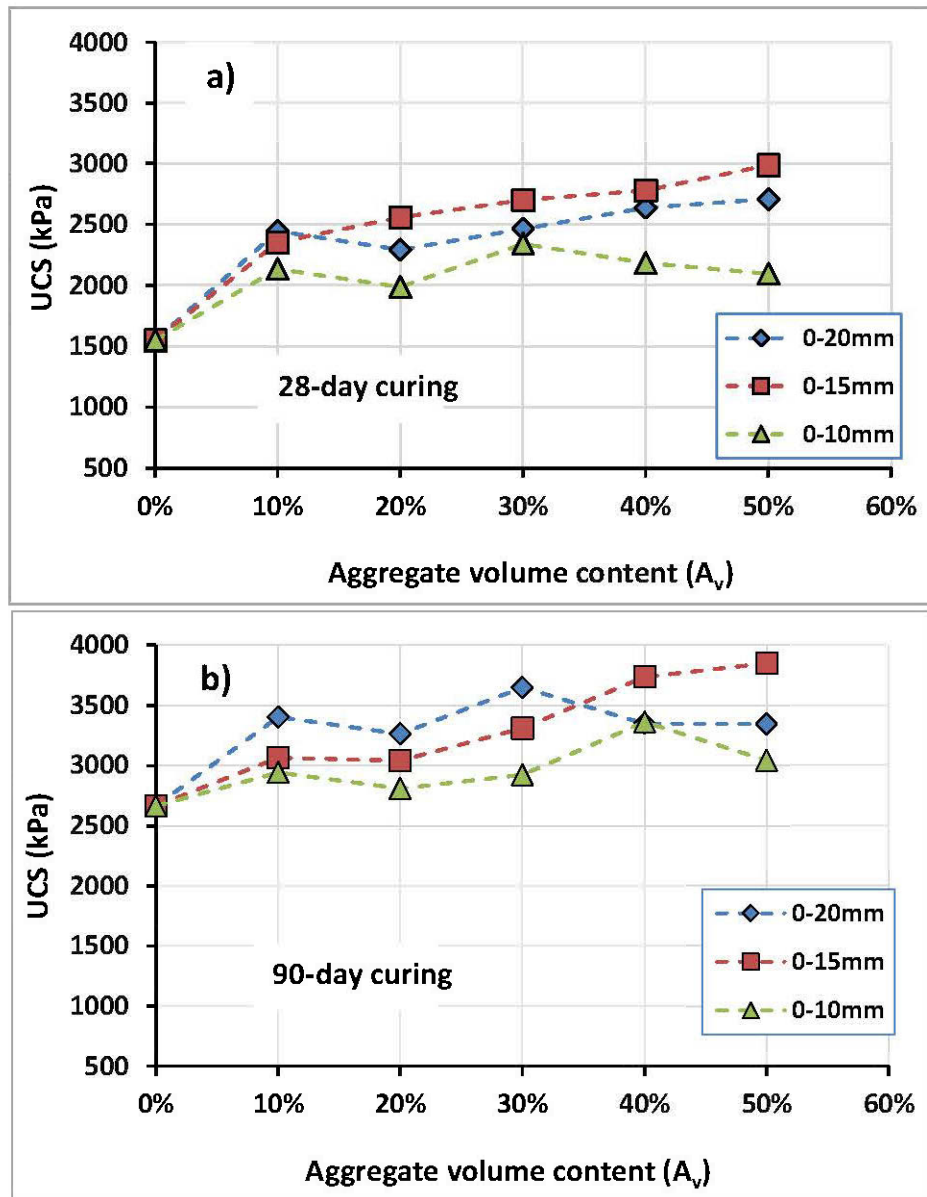 a)
4000
3500
3000
2500
2000
1500
1000
500
UCS (kPa)
28-day curing
0-20mm
0-15mm
0-10mm
0% 10% 20% 30% 40% 50% 60%
Aggregate volume content (Av)
b)
4000
3500
3000
2500
2000
1500
1000
500
UCS (kPa)
90-day curing
0-20mm
0-15mm
0-10mm
0% 10% 20% 30% 40% 50% 60%
Aggregate volume content (Av)